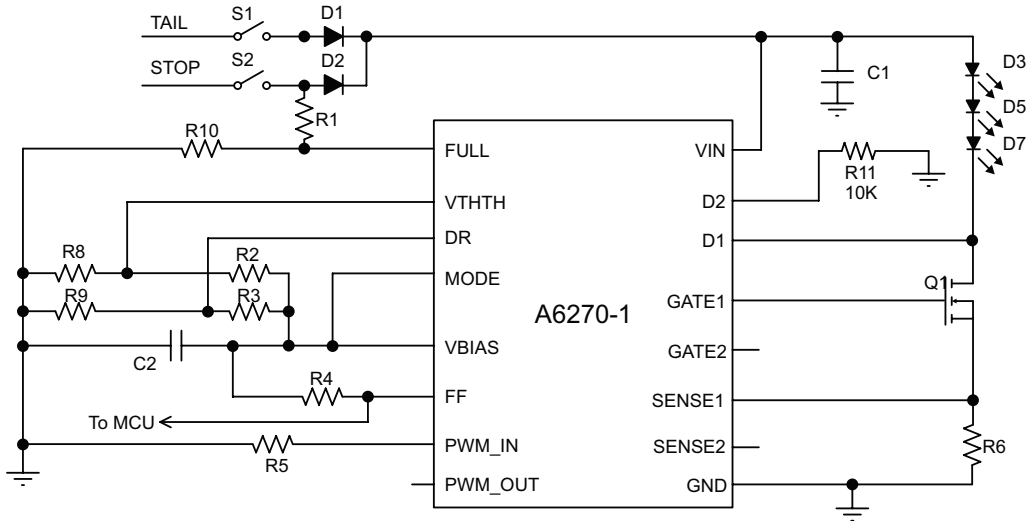 TAIL
S1
D1
STOP
S2
D2
R1
C1
D3
D5
D7
R10
FULL
VIN
R11
10K
VTHTH
D2
DR
D1
R8
R2
MODE
R9
R3
GATE1
Q1
A6270-1
C2
VBIAS
GATE2
R4
FF
SENSE1
To MCU
PWM_IN
SENSE2
R6
R5
PWM_OUT
GND